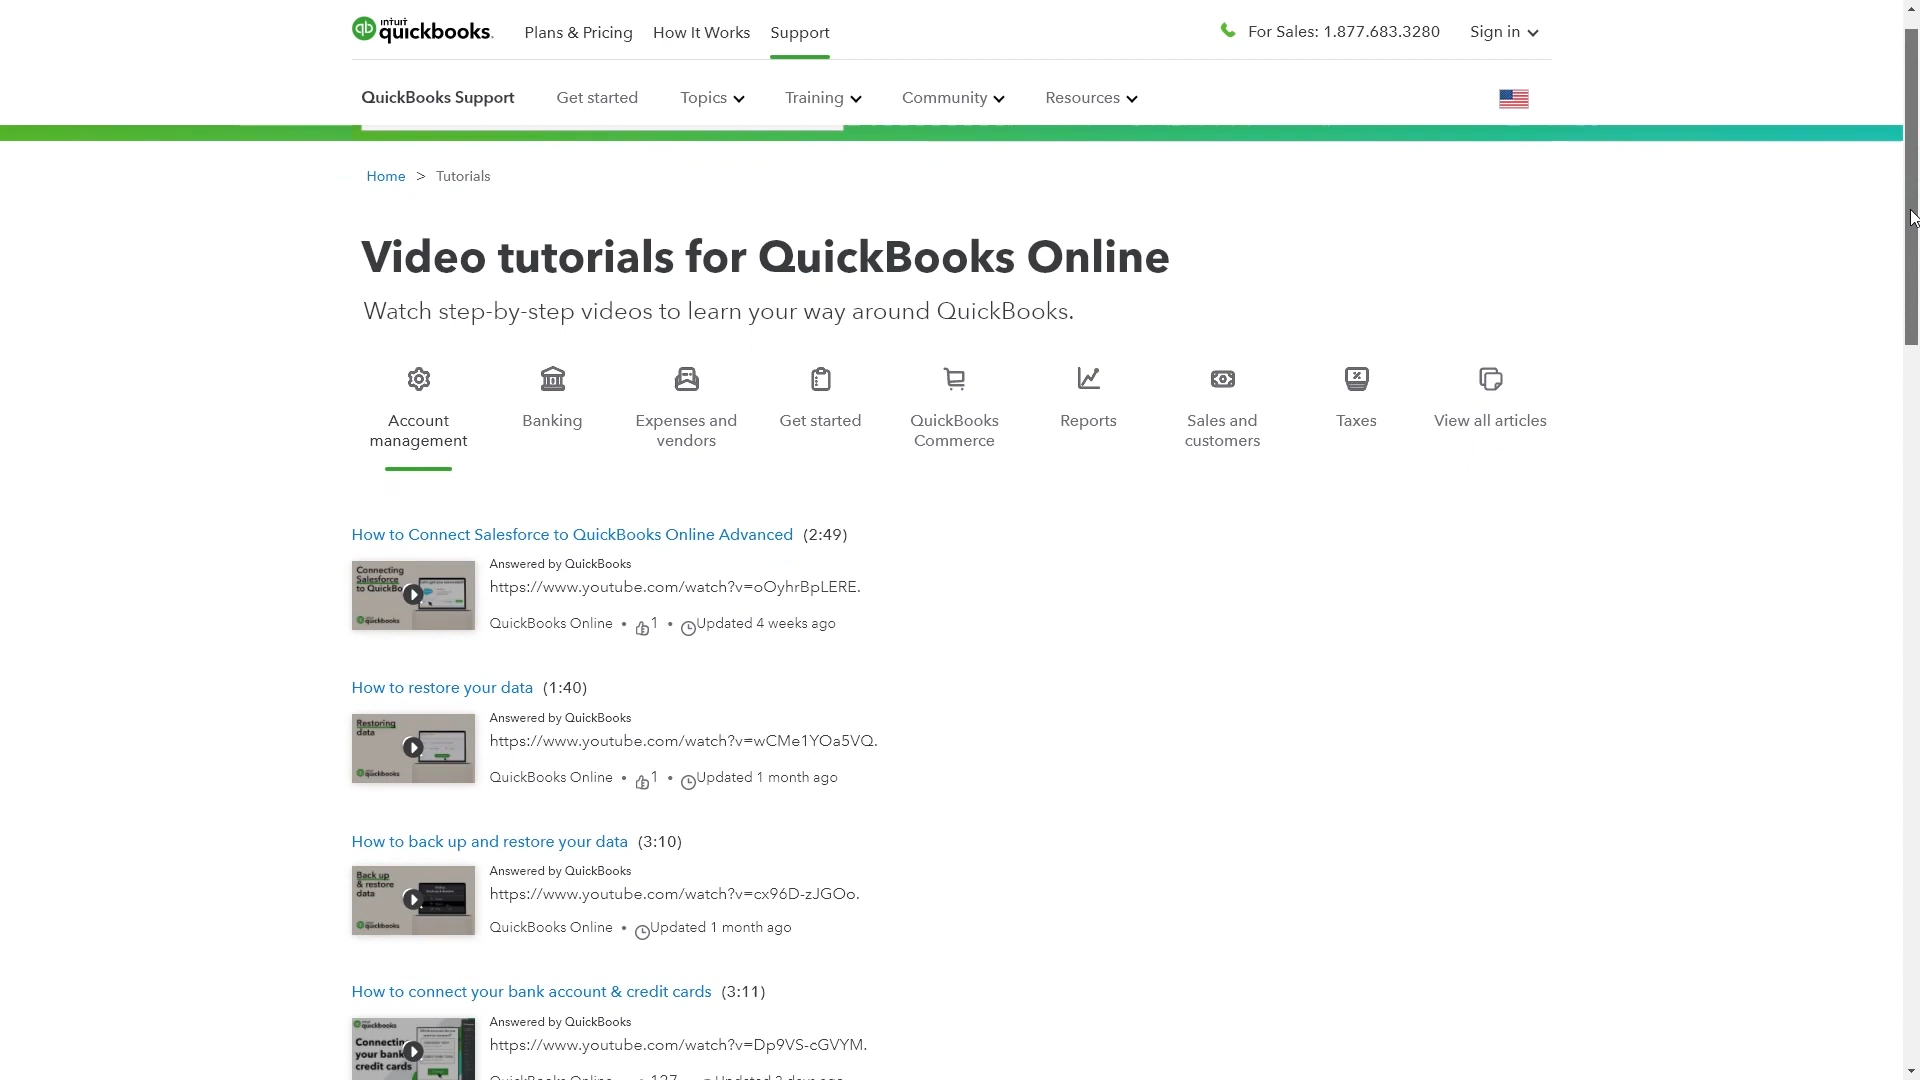 intuit
quickbooks.
Plans & Pricing
How It Works
Support
For Sales: 1.877.683.3280
Sign in
QuickBooks Support
Get started
Topics
Training
Community
Resources
Home > Tutorials
Video tutorials for QuickBooks Online
Watch step-by-step videos to learn your way around QuickBooks.
Account management
Banking
Expenses and vendors
Get started
QuickBooks Commerce
Reports
Sales and customers
Taxes
View all articles
How to Connect Salesforce to QuickBooks Online Advanced (2:49)
Connecting
Salesforce
to QuickBo
quickbooks
Answered by QuickBooks
https://www.youtube.com/watch?v=oOyhrBpLERE.
QuickBooks Online • 1 • Updated 4 weeks ago
How to restore your data (1:40)
Restoring
data
quickbooks
Answered by QuickBooks
https://www.youtube.com/watch?v=wCMe1YOa5VQ.
QuickBooks Online • 1 • Updated 1 month ago
How to back up and restore your data (3:10)
Back up
& restore
data
quickbooks
Answered by QuickBooks
https://www.youtube.com/watch?v=cx96D-zJGOo.
QuickBooks Online • Updated 1 month ago
How to connect your bank account & credit cards (3:11)
quickbooks
Connecting
your bank
credit cards
Answered by QuickBooks
https://www.youtube.com/watch?v=Dp9VS-cGVYM.
QuickBooks Online 127 Updated